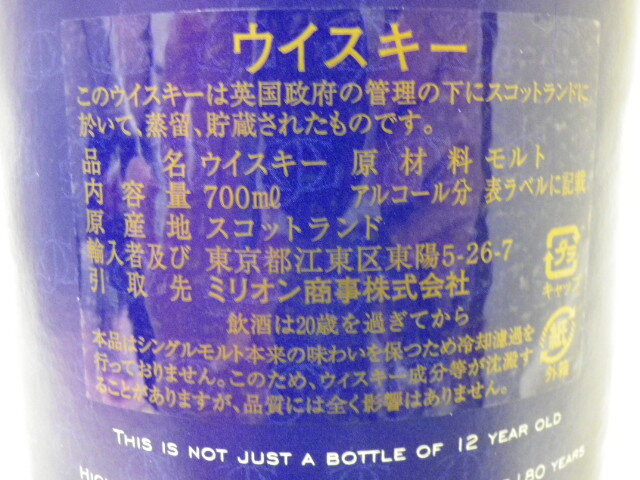 ウイスキー
このウイスキーは英国政府の管理の下にスコットランドに
於いて、蒸留、貯蔵されたものです。
品名 ウイスキー 原材料 モルト
内容量 700mℓ アルコール分 表ラベルに記載
原産地 スコットランド
輸入者及び 東京都江東区東陽5-26-7
引取先 ミリオン商事株式会社
プラ
キャップ
飲酒は20歳を過ぎてから
紙
外箱
本品はシングルモルト本来の味わいを保つため冷却濾過を
行っておりません。このため、ウィスキー成分等が沈澱す
ることがありますが、品質には全く影響はありません。
THIS IS NOT JUST A BOTTLE OF 12 YEAR OLD
180 YEARS